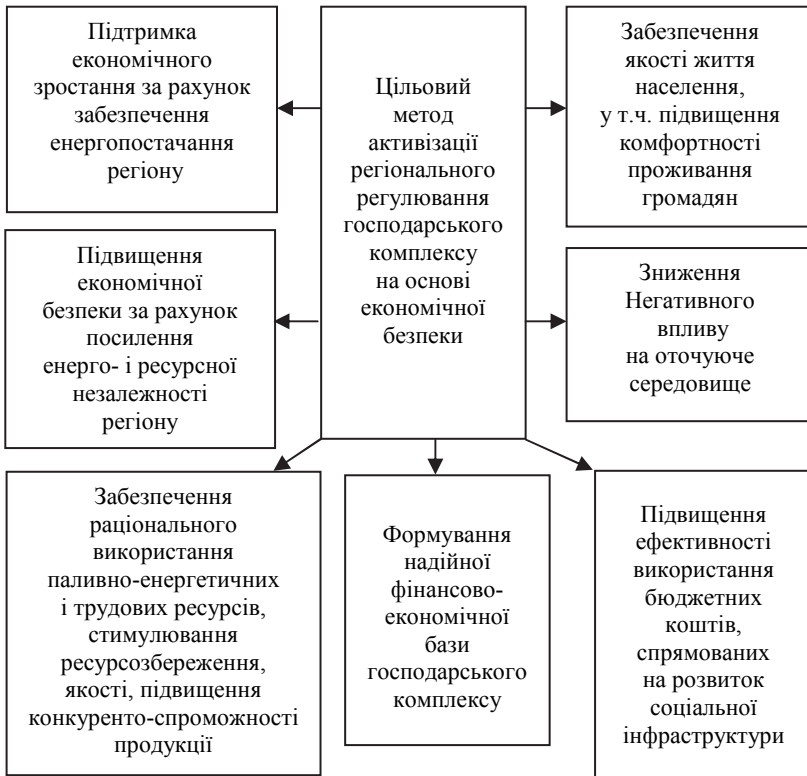 Підтримка
економічного
зростання за рахунок
забезпечення
енергопостачання
регіону
Цільовий
метод
активізації
регіонального
регулювання
господарського
комплексу
на основі
економічної
безпеки
Забезпечення
якості життя
населення,
у т.ч. підвищення
комфортності
проживання
громадян
Підвищення
економічної
безпеки за рахунок
посилення
енерго- і ресурсної
незалежності
регіону
Зниження
Негативного
впливу
на оточуюче
середовище
Забезпечення
раціонального
використання
паливно-енергетичних
і трудових ресурсів,
стимулювання
ресурсозбереження,
якості, підвищення
конкуренто-спроможності
продукції
Формування
надійної
фінансово-
економічної
бази
господарського
комплексу
Підвищення
ефективності
використання
бюджетних
коштів,
спрямованих
на розвиток
соціальної
інфраструктури